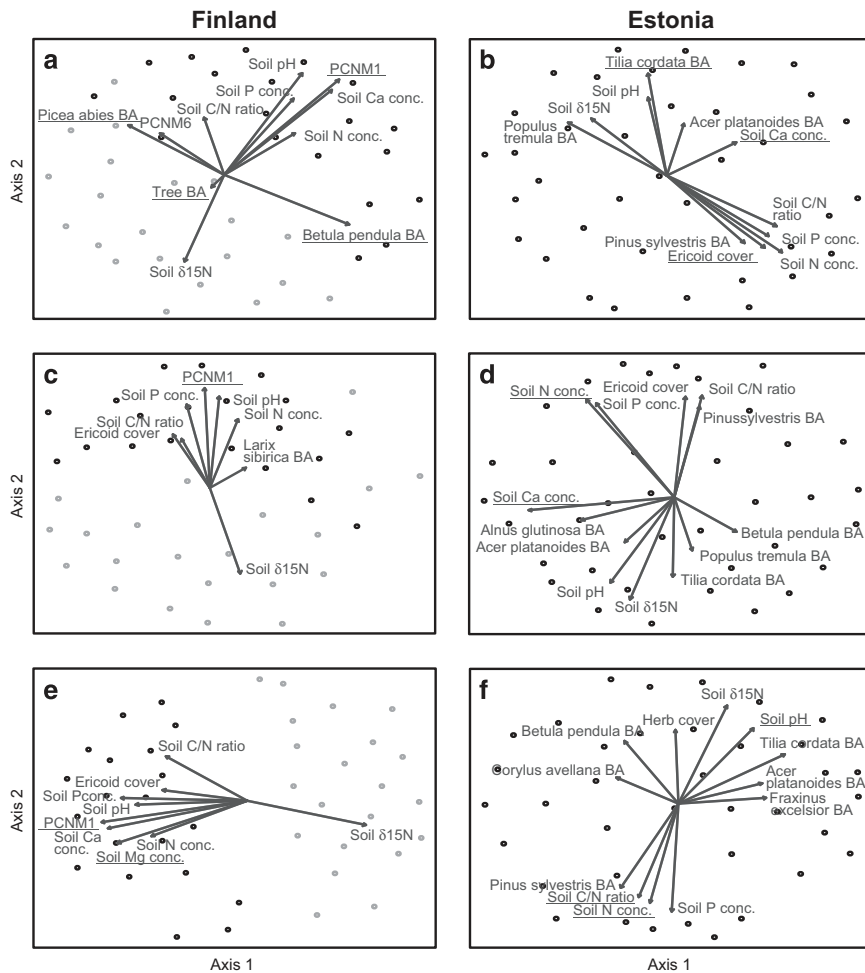 Finland
Estonia
a
Soil pH
PCNM1
Soil P conc.
Soil Ca conc.
Soil C/N ratio
Picea abies BA
PCNM6
Soil N conc.
Tree BA
Betula pendula BA
Soil δ15N
Axis 2
b
Tilia cordata BA
Soil pH
Soil δ15N
Populus
tremula BA
Acer platanoides BA
Soil Ca conc.
Soil C/N
ratio
Pinus sylvestris BA
Soil P conc.
Ericoid cover
Soil N conc.
c
PCNM1
Soil P conc.
Soil pH
Soil C/N ratio
Soil N conc.
Ericoid cover
Larix
sibirica BA
Soil δ15N
Axis 2
d
Soil N conc.
Ericoid cover
Soil P conc.
Soil C/N ratio
Pinussylvestris BA
Soil Ca conc.
Alnus glutinosa BA
Acer platanoides BA
Betula pendula BA
Populus tremula BA
Soil pH
Tilia cordata BA
Soil δ15N
e
Soil C/N ratio
Ericoid cover
Soil Pconc.
Soil pH
PCNM1
Soil Ca
conc.
Soil N conc.
Soil Mg conc.
Soil δ15N
Axis 2
Axis 1
f
Soil δ15N
Herb cover
Soil pH
Betula pendula BA
Tilia cordata BA
Corylus avellana BA
Acer
platanoides BA
Fraxinus
excelsior BA
Pinus sylvestris BA
Soil C/N ratio
Soil N conc.
Soil P conc.
Axis 1